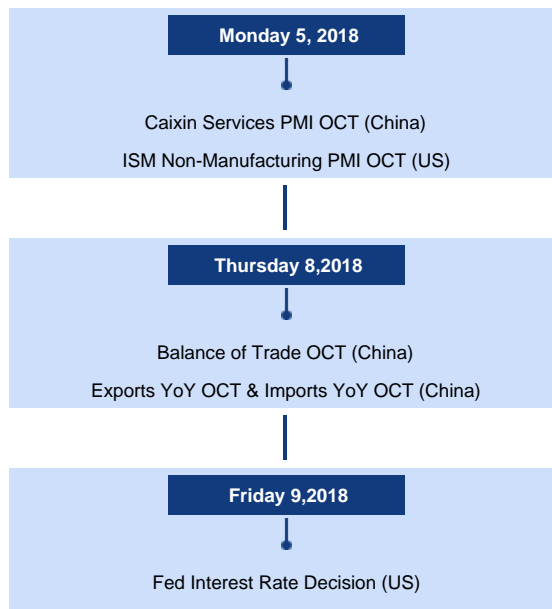 Monday 5, 2018
Caixin Services PMI OCT (China)
ISM Non-Manufacturing PMI OCT (US)
Thursday 8,2018
Balance of Trade OCT (China)
Exports YoY OCT & Imports YoY OCT (China)
Friday 9,2018
Fed Interest Rate Decision (US)